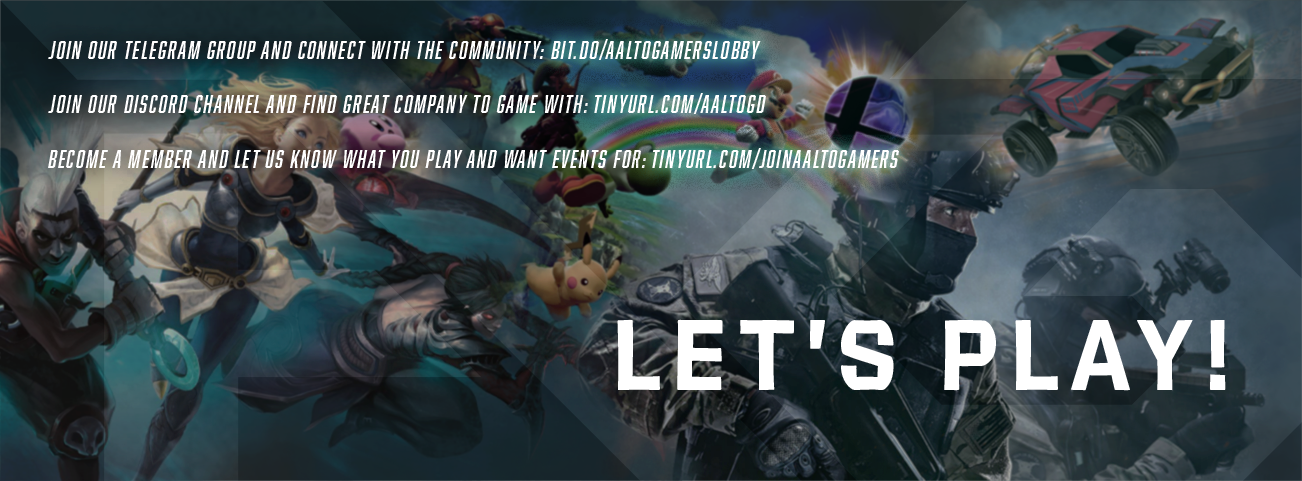 JOIN OUR TELEGRAM GROUP AND CONNECT WITH THE COMMUNITY: BIT.DO/AALTOGAMERSLOBBY
JOIN OUR DISCORD CHANNEL AND FIND GREAT COMPANY TO GAME WITH: TINYURL.COM/AALTOGD
BECOME A MEMBER AND LET US KNOW WHAT YOU PLAY AND WANT EVENTS FOR: TINYURL.COM/JOINAALTOGAMERS
LET'S PLAY!